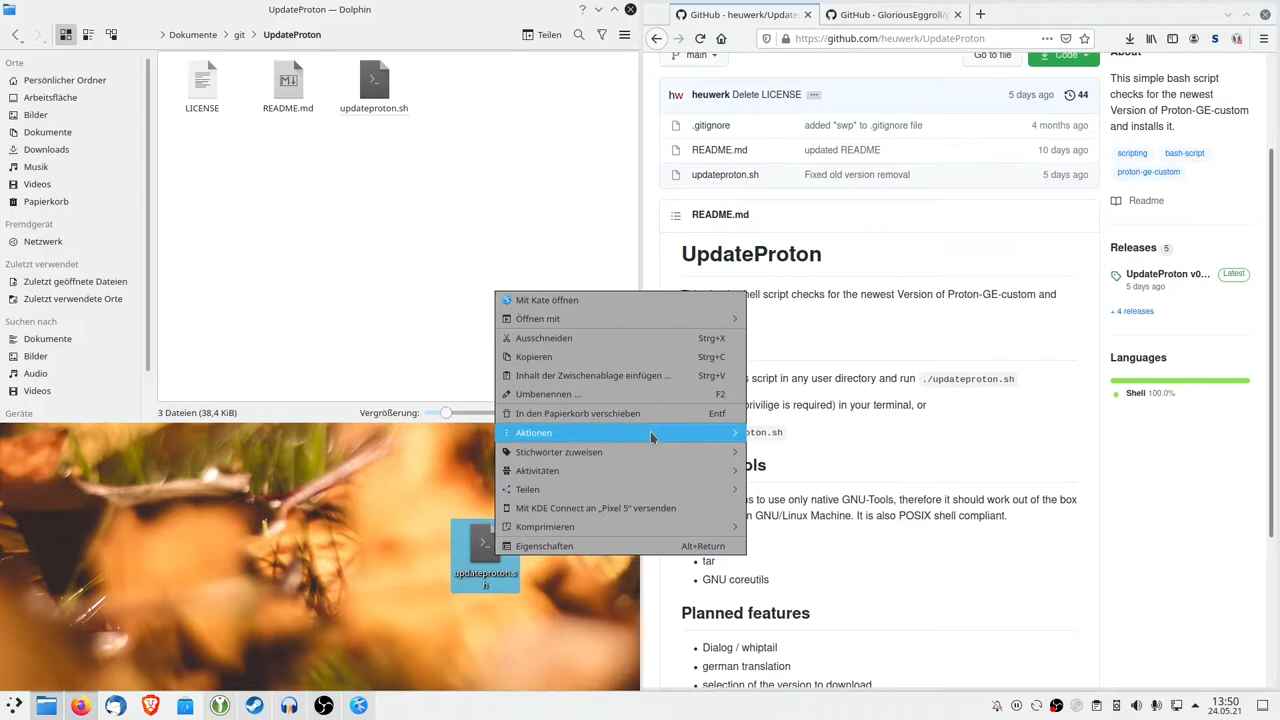 UpdateProton — Dolphin
Dokumente
git
UpdateProton
Teilen
Orte
Persönlicher Ordner
Arbeitsfläche
Bilder
Dokumente
Downloads
Musik
Videos
Papierkorb
Fremdgerät
Netzwerk
Zuletzt verwendet
Zuletzt geöffnete Dateien
Zuletzt verwendete Orte
Suchen nach
Dokumente
Bilder
Audio
Videos
Geräte
LICENSE
README.md
updateproton.sh
3 Dateien (38,4 KiB)
Vergrößerung:
Mit Kate öffnen
Öffnen mit
Ausschneiden Strg+X
Kopieren Strg+C
Inhalt der Zwischenablage einfügen ... Strg+V
Umbenennen ... F2
In den Papierkorb verschieben Entf
Aktionen
Stichwörter zuweisen
Aktivitäten
Teilen
Mit KDE Connect an „Pixel 5“ versenden
Komprimieren
Eigenschaften Alt+Return
updateproton.s
h
GitHub - heuwerk/Update
GitHub - GloriousEggroll/
https://github.com/heuwerk/UpdateProton
main
Go to file
Code
hw heuwerk Delete LICENSE
5 days ago
44
.gitignore added "swp" to .gitignore file 4 months ago
README.md updated README 10 days ago
updateproton.sh Fixed old version removal 5 days ago
README.md
UpdateProton
shell script checks for the newest Version of Proton-GE-custom and
s script in any user directory and run ./updateproton.sh
privilige is required) in your terminal, or
oton.sh
ols
s to use only native GNU-Tools, therefore it should work out of the box
n GNU/Linux Machine. It is also POSIX shell compliant.
tar
GNU coreutils
Planned features
Dialog / whiptail
german translation
selection of the version to download
About
This simple bash script
checks for the newest
Version of Proton-GE-custom
and installs it.
scripting bash-script
proton-ge-custom
Readme
Releases 5
UpdateProton v0... Latest
5 days ago
+ 4 releases
Languages
Shell 100.0%
13:50
24.05.21